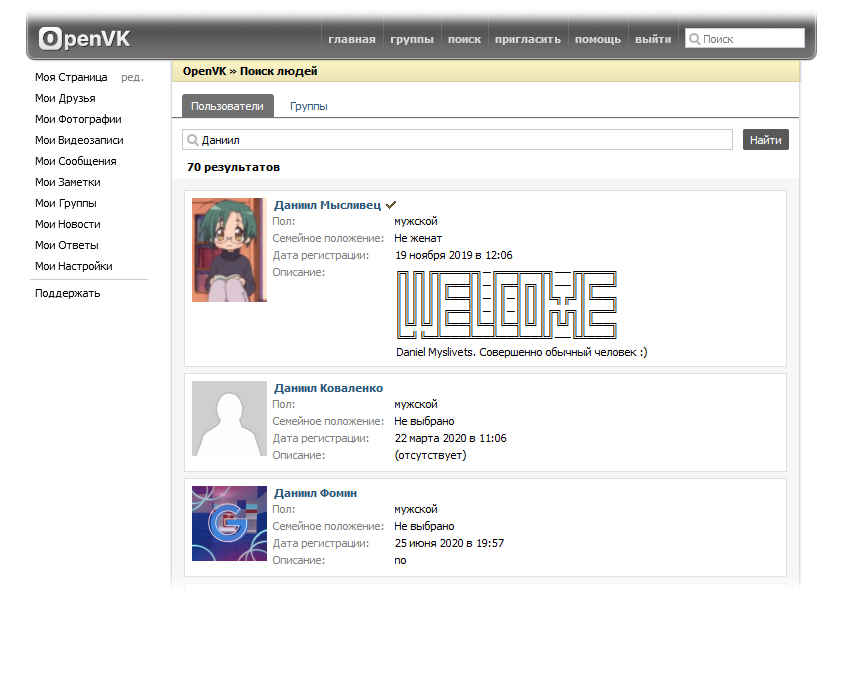 OpenVK
главная группы поиск пригласить помощь выйти Поиск
Моя Страница ред.
Мои Друзья
Мои Фотографии
Мои Видеозаписи
Мои Сообщения
Мои Заметки
Мои Группы
Мои Новости
Мои Ответы
Мои Настройки
Поддержать
OpenVK » Поиск людей
Пользователи Группы
Даниил Найти
70 результатов
Даниил Мысливец
Пол: мужской
Семейное положение: Не женат
Дата регистрации: 19 ноября 2019 в 12:06
Описание:
WELCOME
Daniel Myslivets. Совершенно обычный человек :)
Даниил Коваленко
Пол: мужской
Семейное положение: Не выбрано
Дата регистрации: 22 марта 2020 в 11:06
Описание: (отсутствует)
Даниил Фомин
Пол: мужской
Семейное положение: Не выбрано
Дата регистрации: 25 июня 2020 в 19:57
Описание: no